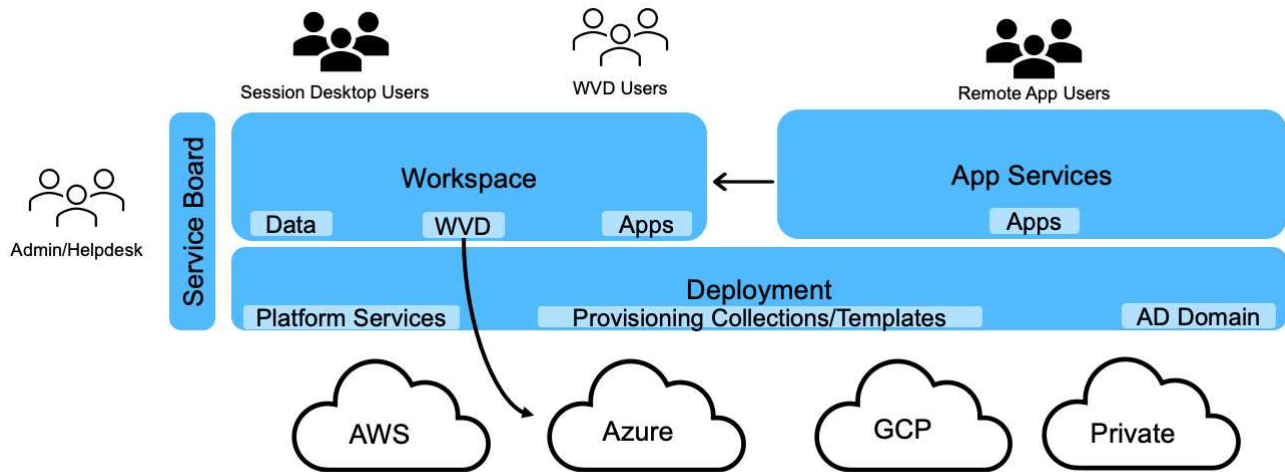 Session Desktop Users
WVD Users
Remote App Users
Admin/Helpdesk
Service Board
Workspace
Data
WVD
Apps
App Services
Apps
Deployment
Platform Services
Provisioning Collections/Templates
AD Domain
AWS
Azure
GCP
Private